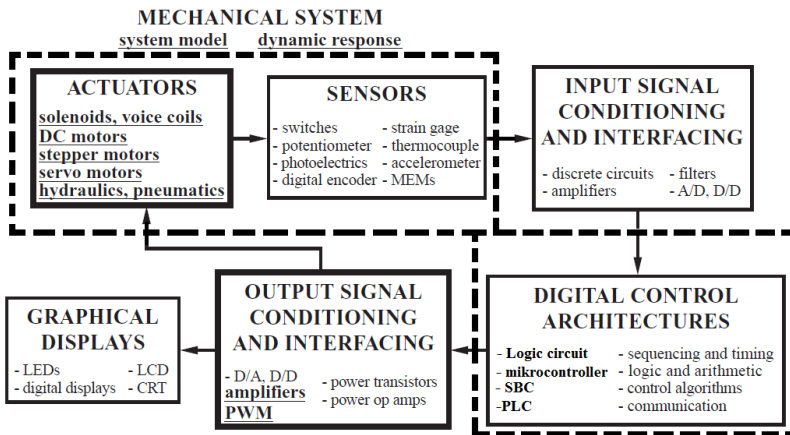 MECHANICAL SYSTEM
system model dynamic response
ACTUATORS
solenoids, voice coils
DC motors
stepper motors
servo motors
hydraulics, pneumatics
SENSORS
- switches - strain gage
- potentiometer - thermocouple
- photoelectrics - accelerometer
- digital encoder - MEMs
INPUT SIGNAL
CONDITIONING
AND INTERFACING
- discrete circuits - filters
- amplifiers - A/D, D/D
GRAPHICAL
DISPLAYS
- LEDs - LCD
- digital displays - CRT
OUTPUT SIGNAL
CONDITIONING
AND INTERFACING
- D/A, D/D - power transistors
amplifiers - power op amps
PWM
DIGITAL CONTROL
ARCHITECTURES
- Logic circuit - sequencing and timing
- mikrocontroller - logic and arithmetic
- SBC - control algorithms
-PLC - communication